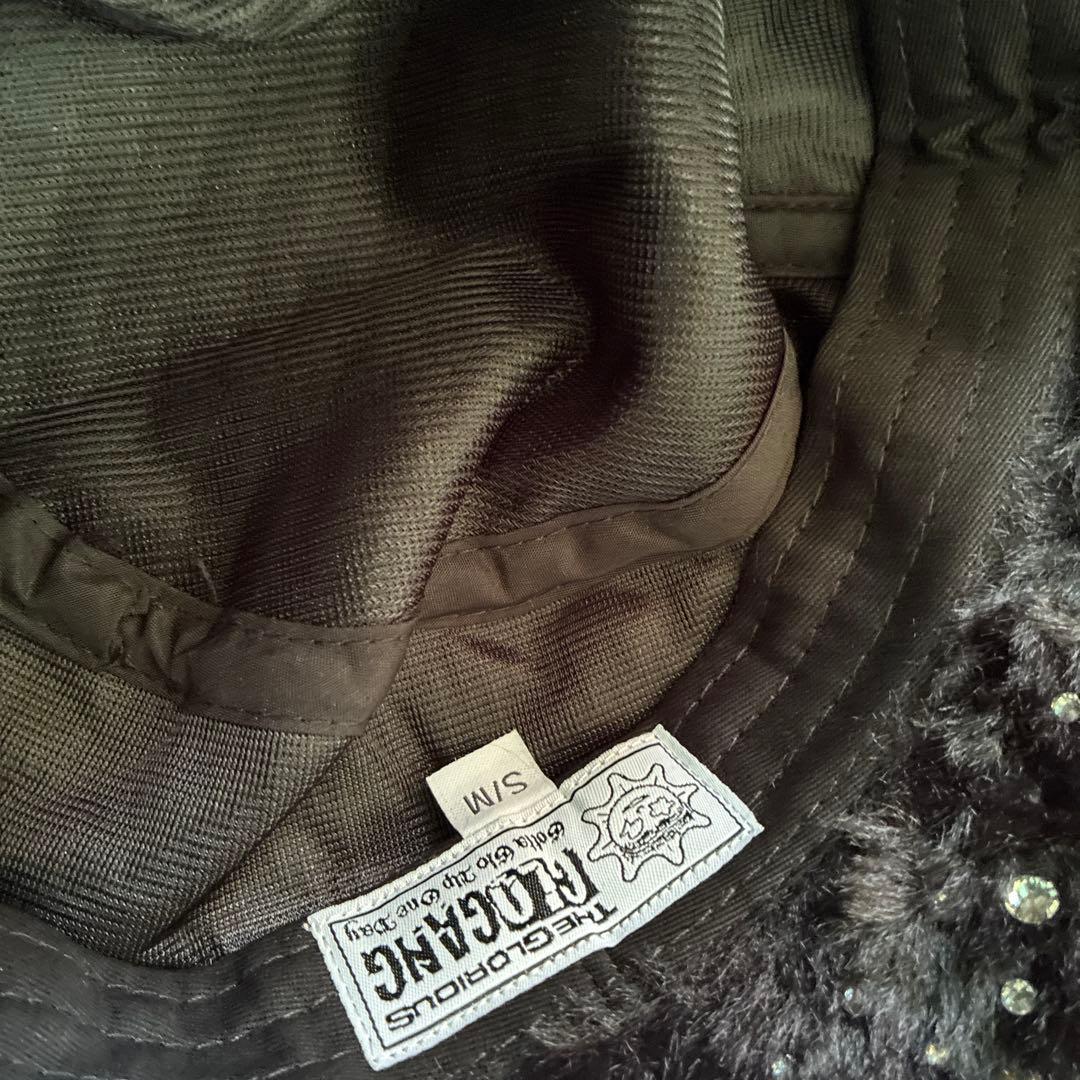 S/M
THE GLORIOUS
GLOGANG
Gotta Glo Up One Day